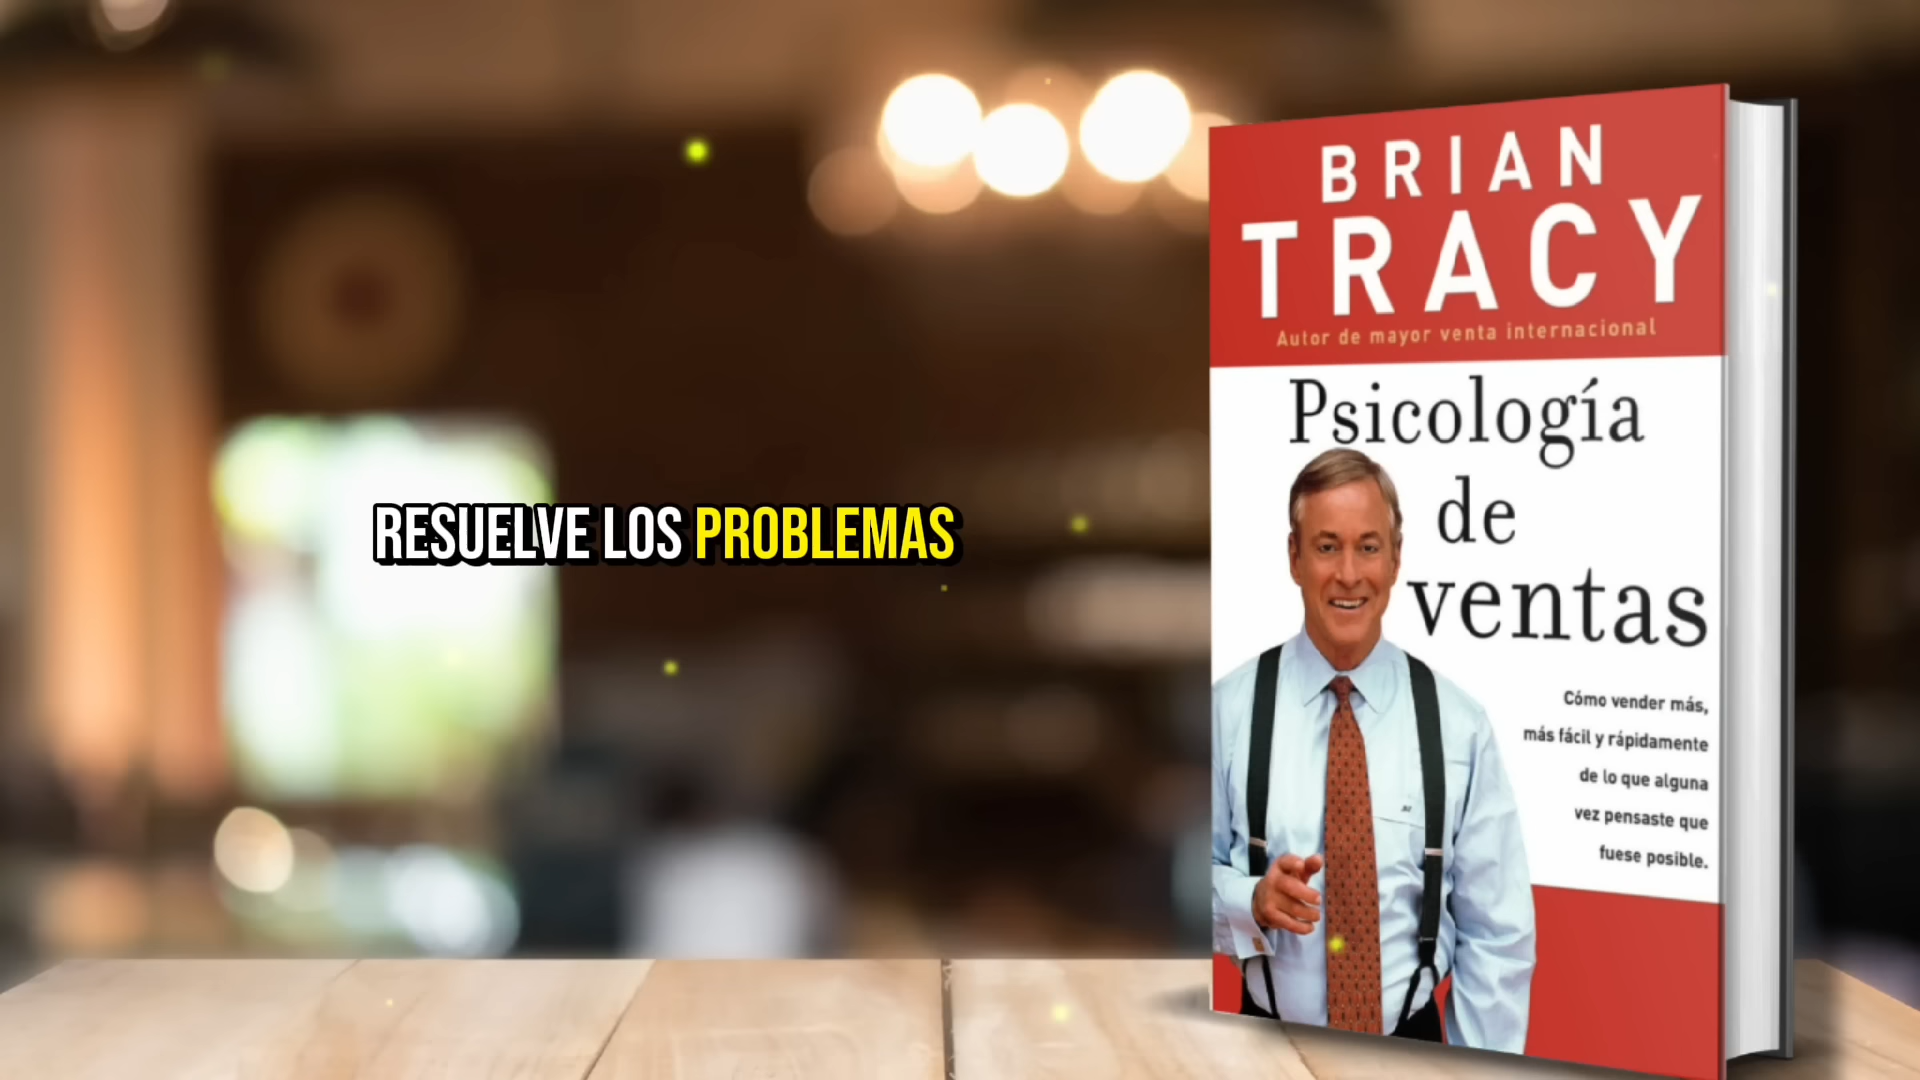 RESUELVE LOS PROBLEMAS
BRIAN
TRACY
Autor de mayor venta internacional
Psicología
de
ventas
Cómo vender más,
más fácil y rápidamente
de lo que alguna
vez pensaste que
fuese posible.